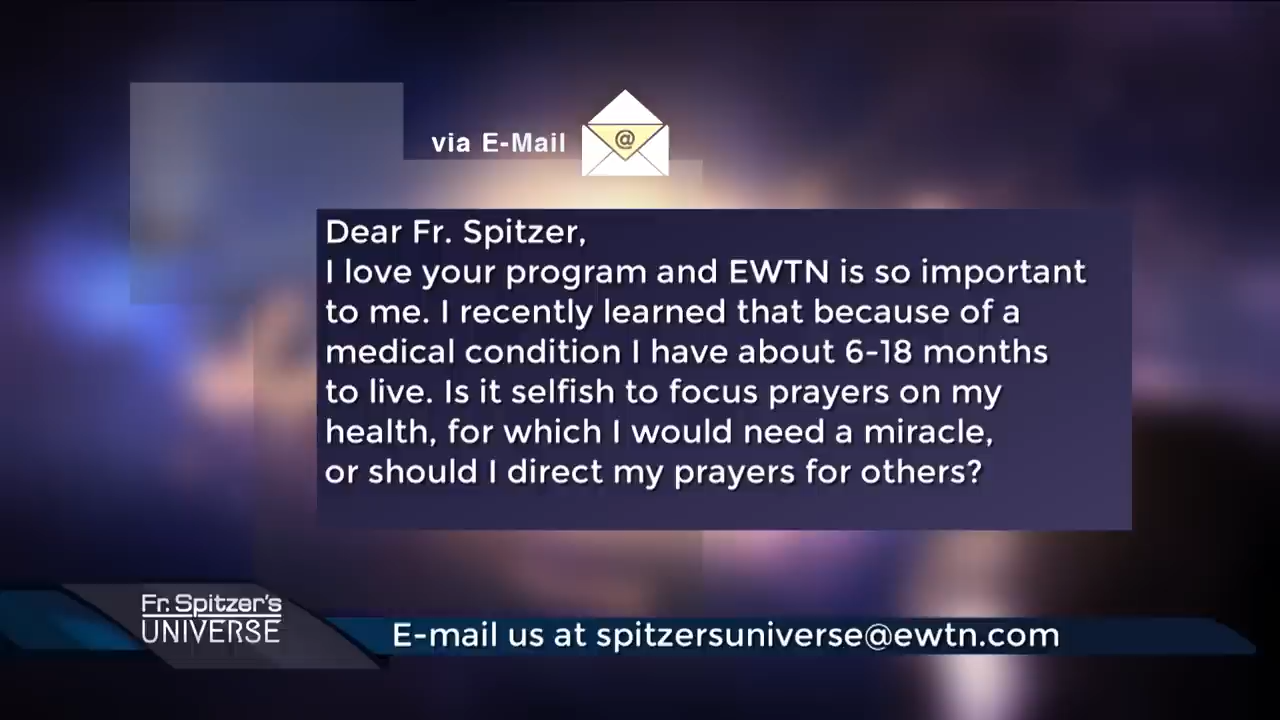 via E-Mail
@
Dear Fr. Spitzer,
I love your program and EWTN is so important
to me. I recently learned that because of a
medical condition I have about 6-18 months
to live. Is it selfish to focus prayers on my
health, for which I would need a miracle,
or should I direct my prayers for others?
Fr. Spitzer's
UNIVERSE
E-mail us at spitzersuniverse@ewtn.com